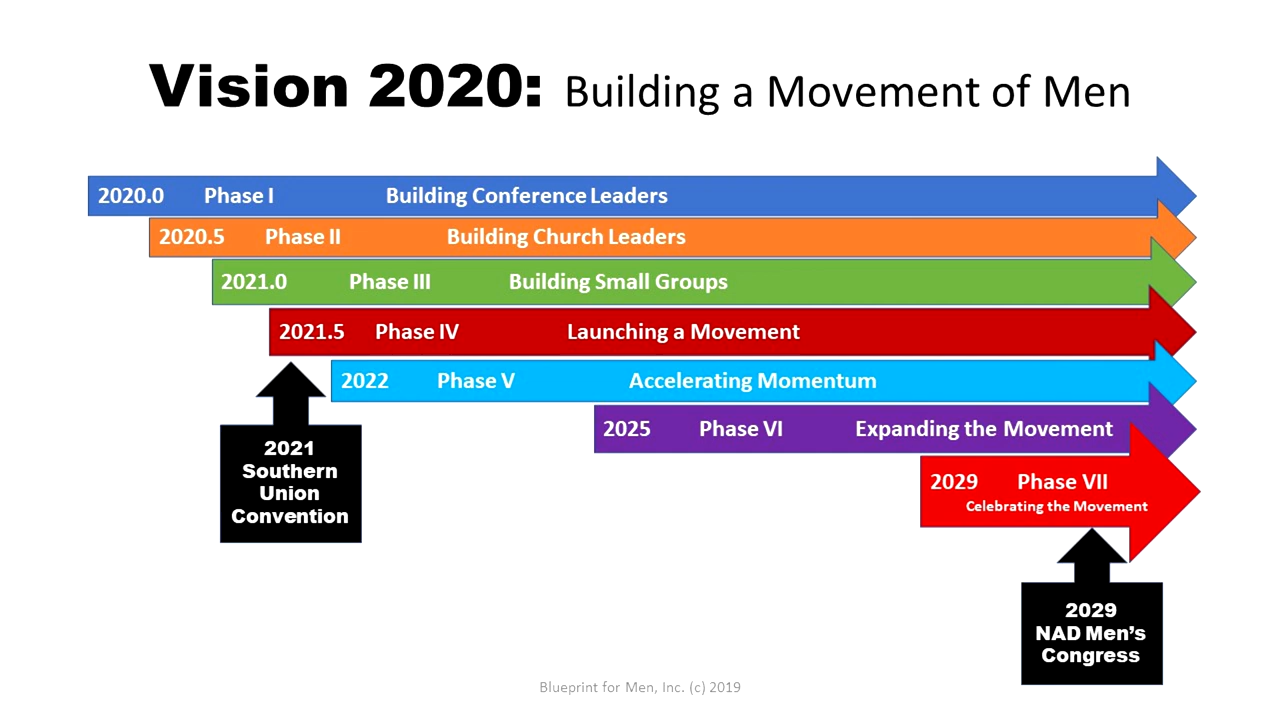 Vision 2020: Building a Movement of Men
2020.0 Phase I Building Conference Leaders
2020.5 Phase II Building Church Leaders
2021.0 Phase III Building Small Groups
2021.5 Phase IV Launching a Movement
2022 Phase V Accelerating Momentum
2025 Phase VI Expanding the Movement
2021
Southern
Union
Convention
2029 Phase VII
Celebrating the Movement
2029
NAD Men’s
Congress
Blueprint for Men, Inc. (c) 2019